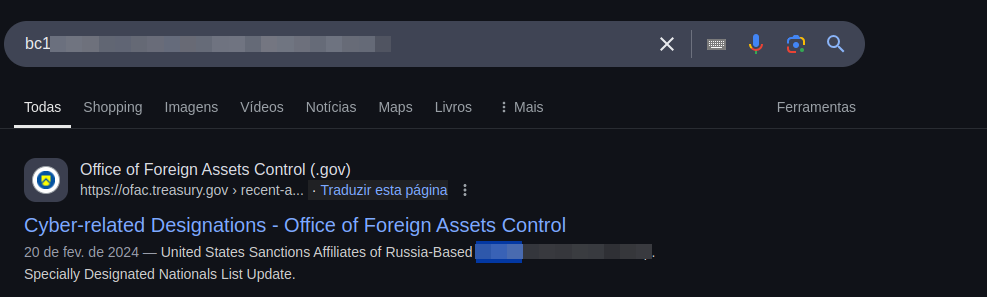 bc1
Todas Shopping Imagens Vídeos Notícias Maps Livros Mais Ferramentas
Office of Foreign Assets Control (.gov)
https://ofac.treasury.gov › recent-a... · Traduzir esta página
Cyber-related Designations - Office of Foreign Assets Control
20 de fev. de 2024 — United States Sanctions Affiliates of Russia-Based .
Specially Designated Nationals List Update.